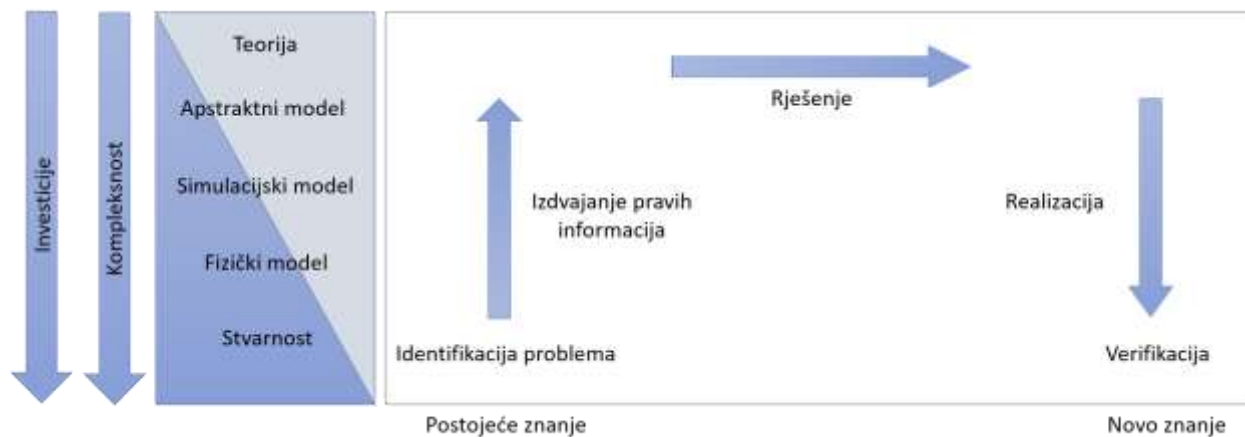 Investicije
Kompleksnost
Teorija
Apstraktni model
Simulacijski model
Fizički model
Stvarnost
Rješenje
Izdvajanje pravih
informacija
Realizacija
Identifikacija problema
Verifikacija
Postojeće znanje
Novo znanje